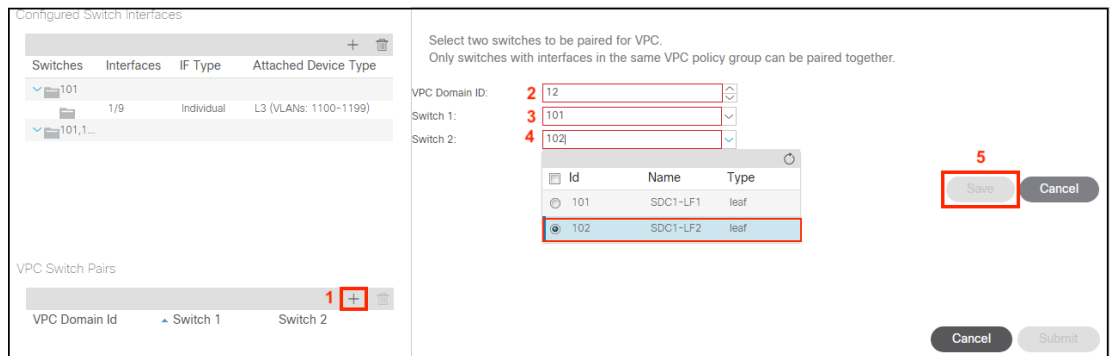 Configured Switch Interfaces
+
Switches Interfaces IF Type Attached Device Type
101
1/9 Individual L3 (VLANs: 1100-1199)
101,1...
VPC Switch Pairs
1 +
VPC Domain Id Switch 1 Switch 2
Select two switches to be paired for VPC.
Only switches with interfaces in the same VPC policy group can be paired together.
VPC Domain ID: 2 12
Switch 1: 3 101
Switch 2: 4 102
Id Name Type
101 SDC1-LF1 leaf
102 SDC1-LF2 leaf
5
Save Cancel
Cancel Submit